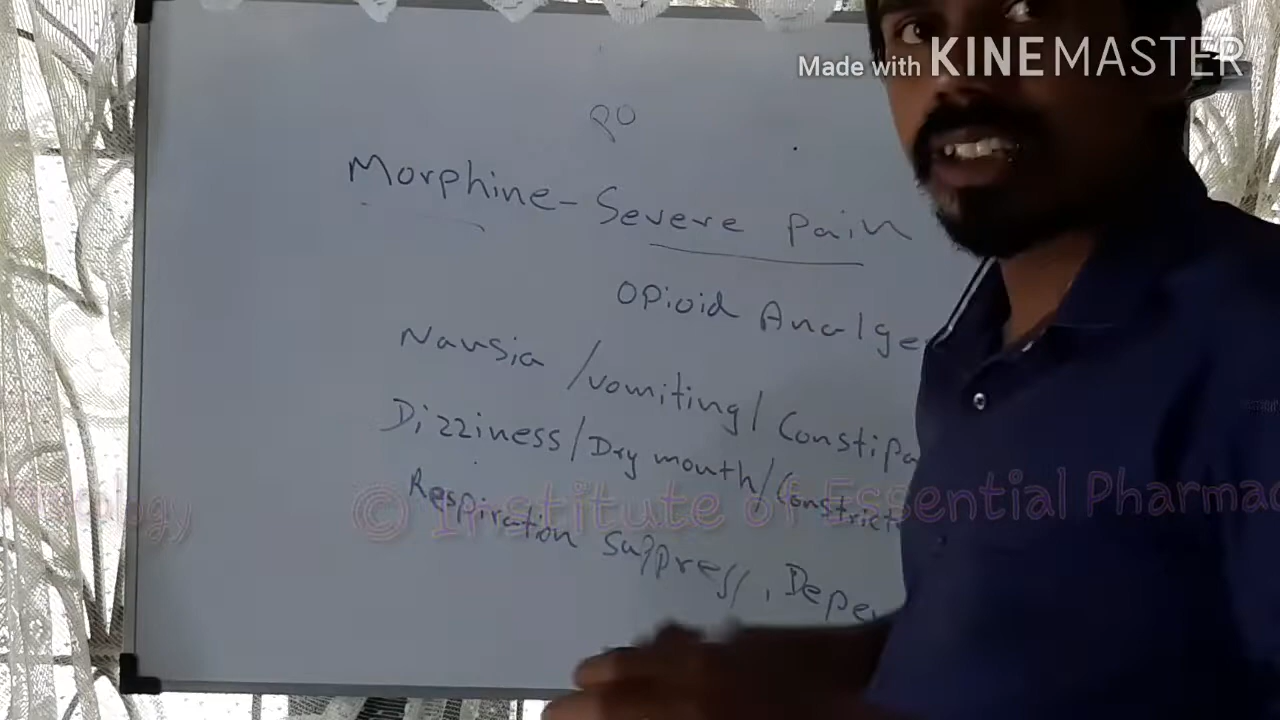 Made with KINEMASTER
PO
Morphine - Severe Pain
Opioid Analge
Nausia / vomiting / Constipa
Dizziness / Dry mouth / Constrict
Respiration Suppress, Depe
© Institute of Essential Pharmac